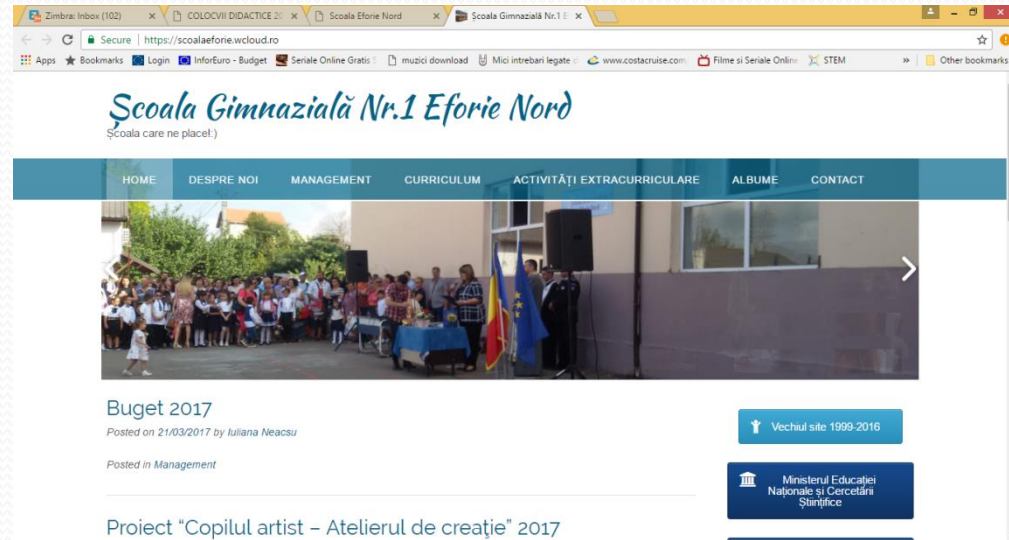 Zimbra: Inbox (102)
COLOCVII DIDACTICE 20
Scoala Eforie Nord
Școala Gimnazială Nr.1 E
Secure | https://scoalaeforie.wcloud.ro
Apps Bookmarks Login InforEuro - Budget Seriale Online Gratis S muzici download Mici intrebari legate d www.costacruise.com Filme si Seriale Online STEM » Other bookmarks
Școala Gimnazială Nr.1 Eforie Nord
Școala care ne place!:)
HOME DESPRE NOI MANAGEMENT CURRICULUM ACTIVITĂȚI EXTRACURRICULARE ALBUME CONTACT
Buget 2017
Posted on 21/03/2017 by Iuliana Neacsu
Posted in Management
Proiect “Copilul artist – Atelierul de creație” 2017
Vechiul site 1999-2016
Ministerul Educației
Naționale și Cercetării
Științifice